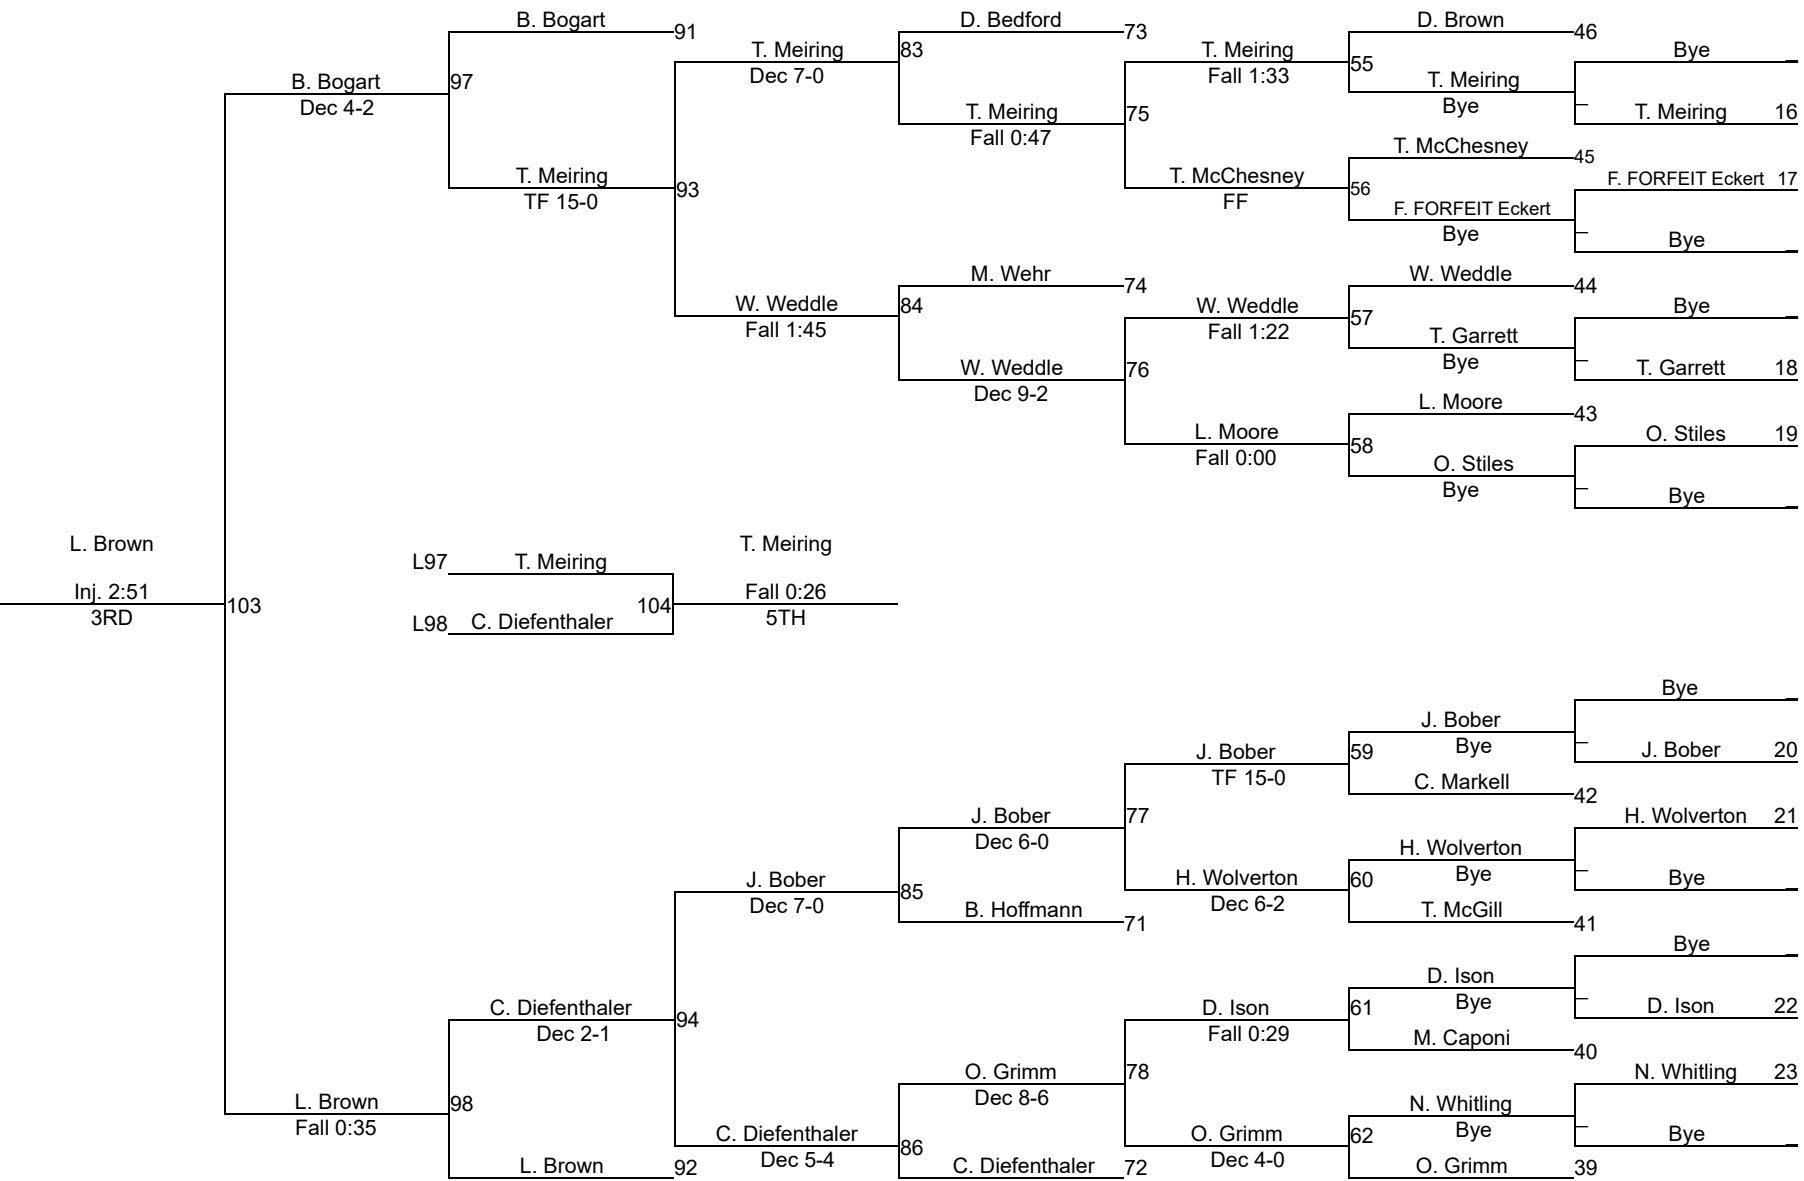 B. Bogart
91
D. Bedford
73
D. Brown
46
T. Meiring
Dec 7-0
83
T. Meiring
Fall 1:33
55
Bye
B. Bogart
Dec 4-2
97
T. Meiring
Bye
T. Meiring
Fall 0:47
75
T. Meiring 16
T. McChesney
45
T. Meiring
TF 15-0
93
T. McChesney
FF
56
F. FORFEIT Eckert 17
F. FORFEIT Eckert
Bye
Bye
M. Wehr
74
W. Weddle
44
W. Weddle
Fall 1:45
84
W. Weddle
Fall 1:22
57
Bye
T. Garrett
Bye
W. Weddle
Dec 9-2
76
T. Garrett 18
L. Moore
43
L. Moore
Fall 0:00
58
O. Stiles 19
O. Stiles
Bye
Bye
L. Brown
Inj. 2:51
3RD
103
L97 T. Meiring
L98 C. Diefenthaler
104
T. Meiring
Fall 0:26
5TH
Bye
J. Bober
Bye
J. Bober
TF 15-0
59
J. Bober 20
C. Markell
42
J. Bober
Dec 6-0
77
H. Wolverton 21
H. Wolverton
Bye
J. Bober
Dec 7-0
85
H. Wolverton
Dec 6-2
60
Bye
B. Hoffmann
71
T. McGill
41
Bye
D. Ison
Bye
C. Diefenthaler
Dec 2-1
94
D. Ison
Fall 0:29
61
D. Ison 22
M. Caponi
40
O. Grimm
Dec 8-6
78
N. Whitling 23
L. Brown
Fall 0:35
98
N. Whitling
Bye
C. Diefenthaler
Dec 5-4
86
O. Grimm
Dec 4-0
62
Bye
L. Brown
92
C. Diefenthaler
72
O. Grimm
39